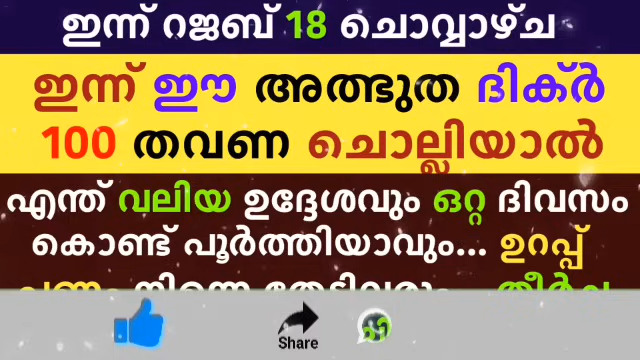 ഇന്ന് റജബ് 18 ചൊവ്വാഴ്ച
ഇന്ന് ഈ അത്ഭുത ദിക്ർ
100 തവണ ചൊല്ലിയാൽ
എന്ത് വലിയ ഉദ്ദേശവും ഒറ്റ ദിവസം
കൊണ്ട് പൂർത്തിയാവും... ഉറപ്പ്
Share